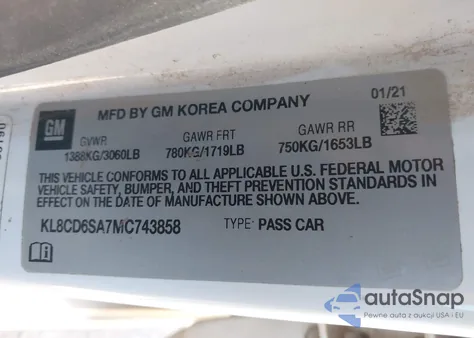 MFD BY GM KOREA COMPANY 01/21
GM
GVWR GAWR FRT GAWR RR
1388KG/3060LB 780KG/1719LB 750KG/1653LB
THIS VEHICLE CONFORMS TO ALL APPLICABLE U.S. FEDERAL MOTOR
VEHICLE SAFETY, BUMPER, AND THEFT PREVENTION STANDARDS IN
EFFECT ON THE DATE OF MANUFACTURE SHOWN ABOVE.
KL8CD6SA7MC743858 TYPE: PASS CAR
autoSnap
Pewne auta z aukcji USA i EU